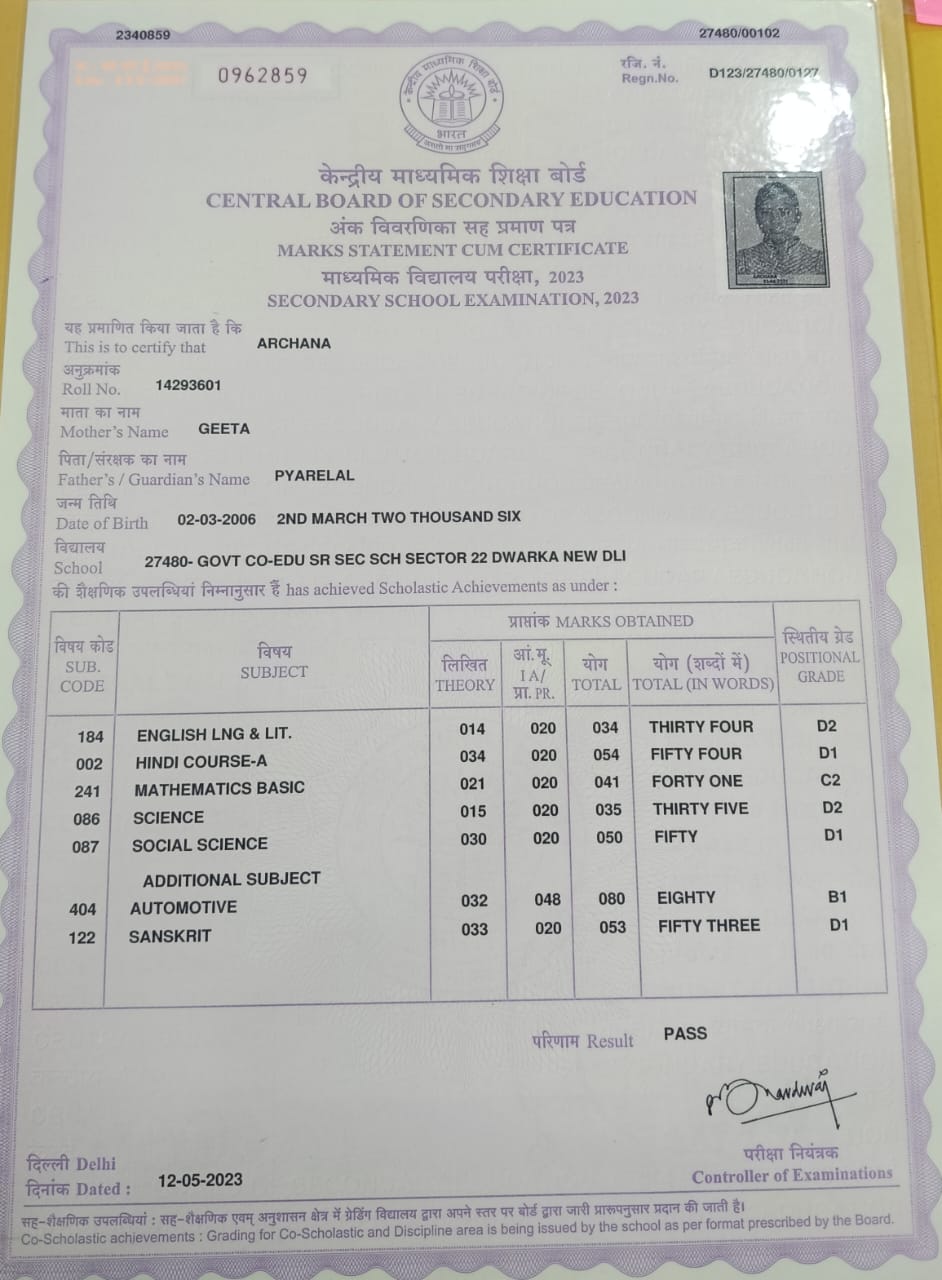 2340859
27480/00102
0962859
रजि. नं.
Regn.No. D123/27480/0127
केन्द्रीय माध्यमिक शिक्षा बोर्ड
भारत
असतो मा सद्गमय
केन्द्रीय माध्यमिक शिक्षा बोर्ड
CENTRAL BOARD OF SECONDARY EDUCATION
अंक विवरणिका सह प्रमाण पत्र
MARKS STATEMENT CUM CERTIFICATE
माध्यमिक विद्यालय परीक्षा, 2023
SECONDARY SCHOOL EXAMINATION, 2023
ARCHANA
यह प्रमाणित किया जाता है कि
This is to certify that ARCHANA
अनुक्रमांक
Roll No. 14293601
माता का नाम
Mother's Name GEETA
पिता/संरक्षक का नाम
Father's / Guardian's Name PYARELAL
जन्म तिथि
Date of Birth 02-03-2006 2ND MARCH TWO THOUSAND SIX
विद्यालय
School 27480- GOVT CO-EDU SR SEC SCH SECTOR 22 DWARKA NEW DLI
की शैक्षणिक उपलब्धियां निम्नानुसार हैं has achieved Scholastic Achievements as under :
विषय कोड
SUB.
CODE
विषय
SUBJECT
प्राप्तांक MARKS OBTAINED
लिखित
THEORY
आं.मू.
I A/
प्रा. PR.
योग
TOTAL
योग (शब्दों में)
TOTAL (IN WORDS)
स्थितीय ग्रेड
POSITIONAL
GRADE
184 ENGLISH LNG & LIT. 014 020 034 THIRTY FOUR D2
002 HINDI COURSE-A 034 020 054 FIFTY FOUR D1
241 MATHEMATICS BASIC 021 020 041 FORTY ONE C2
086 SCIENCE 015 020 035 THIRTY FIVE D2
087 SOCIAL SCIENCE 030 020 050 FIFTY D1
ADDITIONAL SUBJECT
404 AUTOMOTIVE 032 048 080 EIGHTY B1
122 SANSKRIT 033 020 053 FIFTY THREE D1
परिणाम Result PASS
परीक्षा नियंत्रक
Controller of Examinations
दिल्ली Delhi
दिनांक Dated : 12-05-2023
सह-शैक्षणिक उपलब्धियां : सह-शैक्षणिक एवम् अनुशासन क्षेत्र में ग्रेडिंग विद्यालय द्वारा अपने स्तर पर बोर्ड द्वारा जारी प्रारूपनुसार प्रदान की जाती है।
Co-Scholastic achievements : Grading for Co-Scholastic and Discipline area is being issued by the school as per format prescribed by the Board.